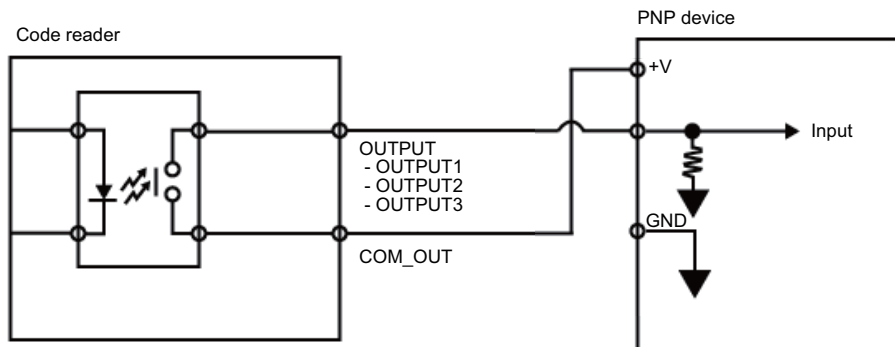 PNP device
Code reader
+V
Input
OUTPUT
- OUTPUT1
- OUTPUT2
- OUTPUT3
GND
COM_OUT